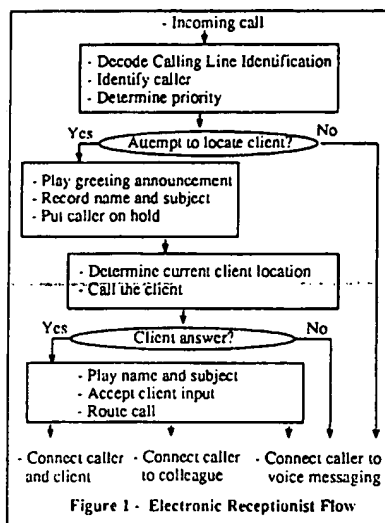 - Incoming call
- Decode Calling Line Identification
- Identify caller
- Determine priority
Yes
Attempt to locate client?
No
- Play greeting announcement
- Record name and subject
- Put caller on hold
- Determine current client location
- Call the client
Yes
Client answer?
No
- Play name and subject
- Accept client input
- Route call
- Connect caller and client
- Connect caller to colleague
- Connect caller to voice messaging
Figure 1 - Electronic Receptionist Flow